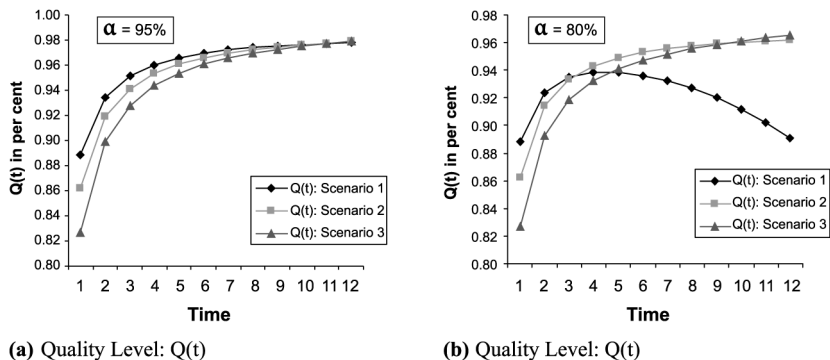 α = 95%
Q(t) in per cent
1.00
0.98
0.96
0.94
0.92
0.90
0.88
0.86
0.84
0.82
0.80
Q(t): Scenario 1
Q(t): Scenario 2
Q(t): Scenario 3
1 2 3 4 5 6 7 8 9 10 11 12
Time
(a) Quality Level: Q(t)
α = 80%
Q(t) in per cent
0.98
0.96
0.94
0.92
0.90
0.88
0.86
0.84
0.82
0.80
Q(t): Scenario 1
Q(t): Scenario 2
Q(t): Scenario 3
1 2 3 4 5 6 7 8 9 10 11 12
Time
(b) Quality Level: Q(t)